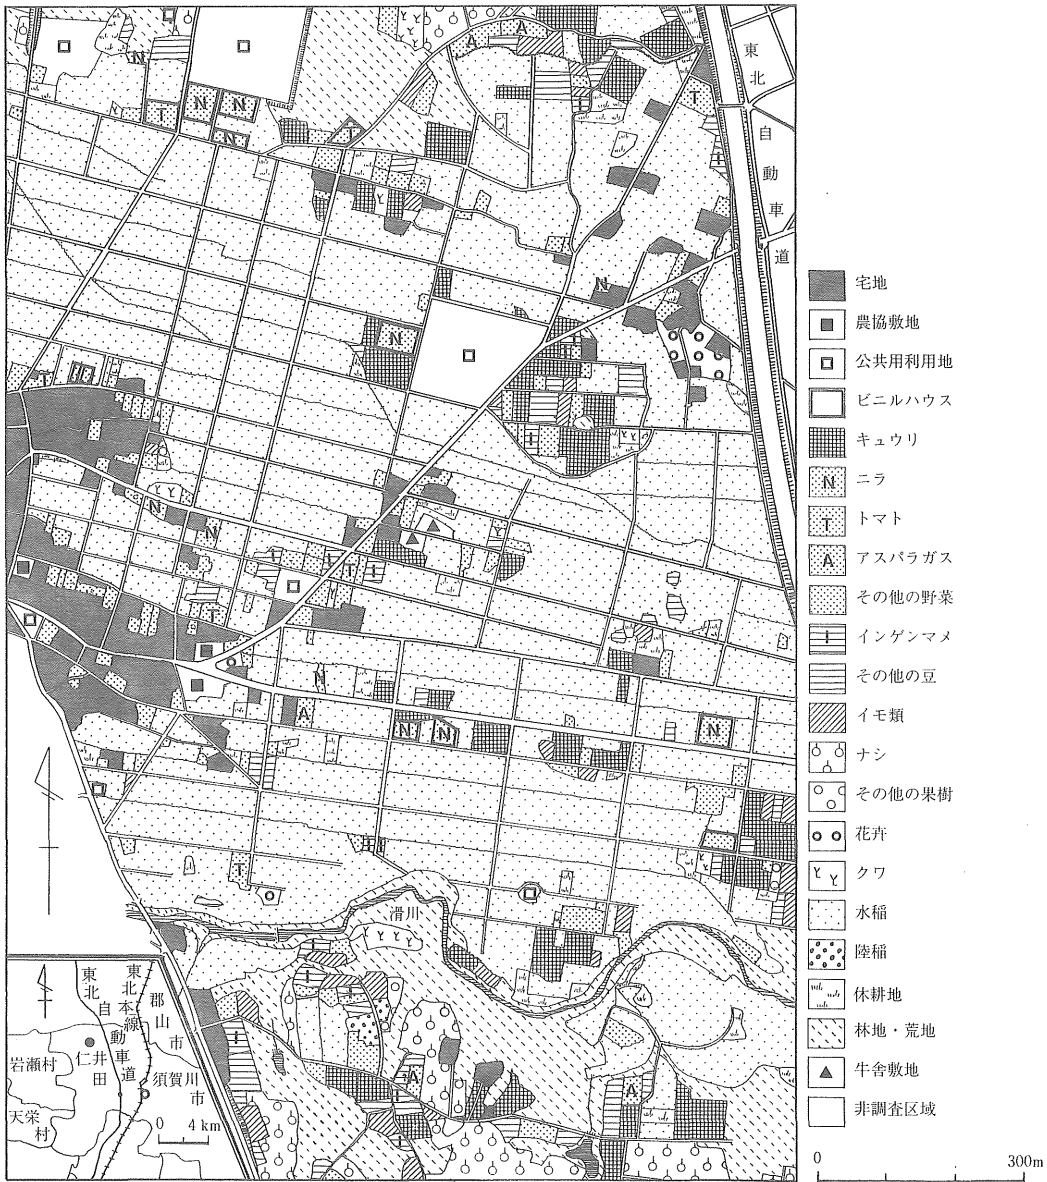 東北自動車道
滑川
N
T
A
I
東北自動車道
東北本線
郡山市
岩瀬村
仁井田
須賀川市
天栄村
0 4 km
宅地
農協敷地
公共用利用地
ビニルハウス
キュウリ
N ニラ
T トマト
A アスパラガス
その他の野菜
I インゲンマメ
その他の豆
イモ類
ナシ
その他の果樹
花卉
クワ
水稲
陸稲
休耕地
林地・荒地
牛舎敷地
非調査区域
0 300m